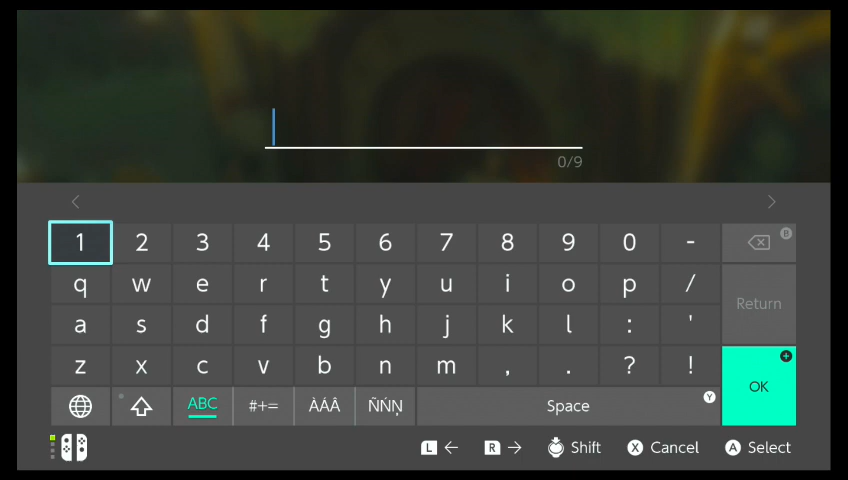 0/9
1 2 3 4 5 6 7 8 9 0 - B
q w e r t y u i o p / Return
a s d f g h j k l : '
z x c v b n m , . ? ! OK
ABC #+= ÀÁÂ ÑŃŅ Space Y
L ← R → Shift X Cancel A Select